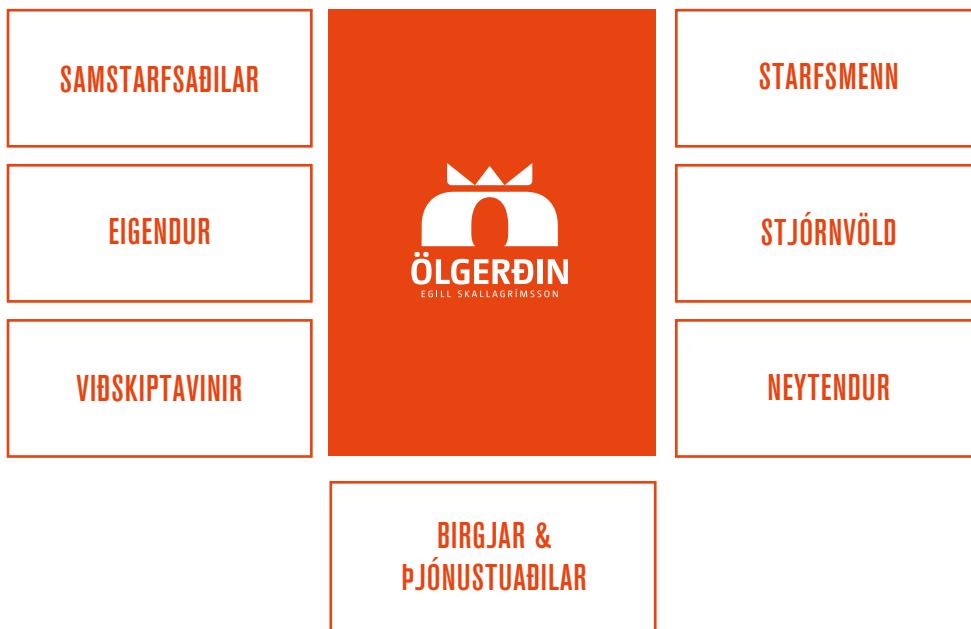 SAMSTARFSAÐILAR
EIGENDUR
VIÐSKIPTAVINIR
ÖLGERÐIN
EGILL SKALLAGRÍMSSON
STARFSMENN
STJÓRNVÖLD
NEYTENDUR
BIRGJAR &
ÞJÓNUSTUAÐILAR